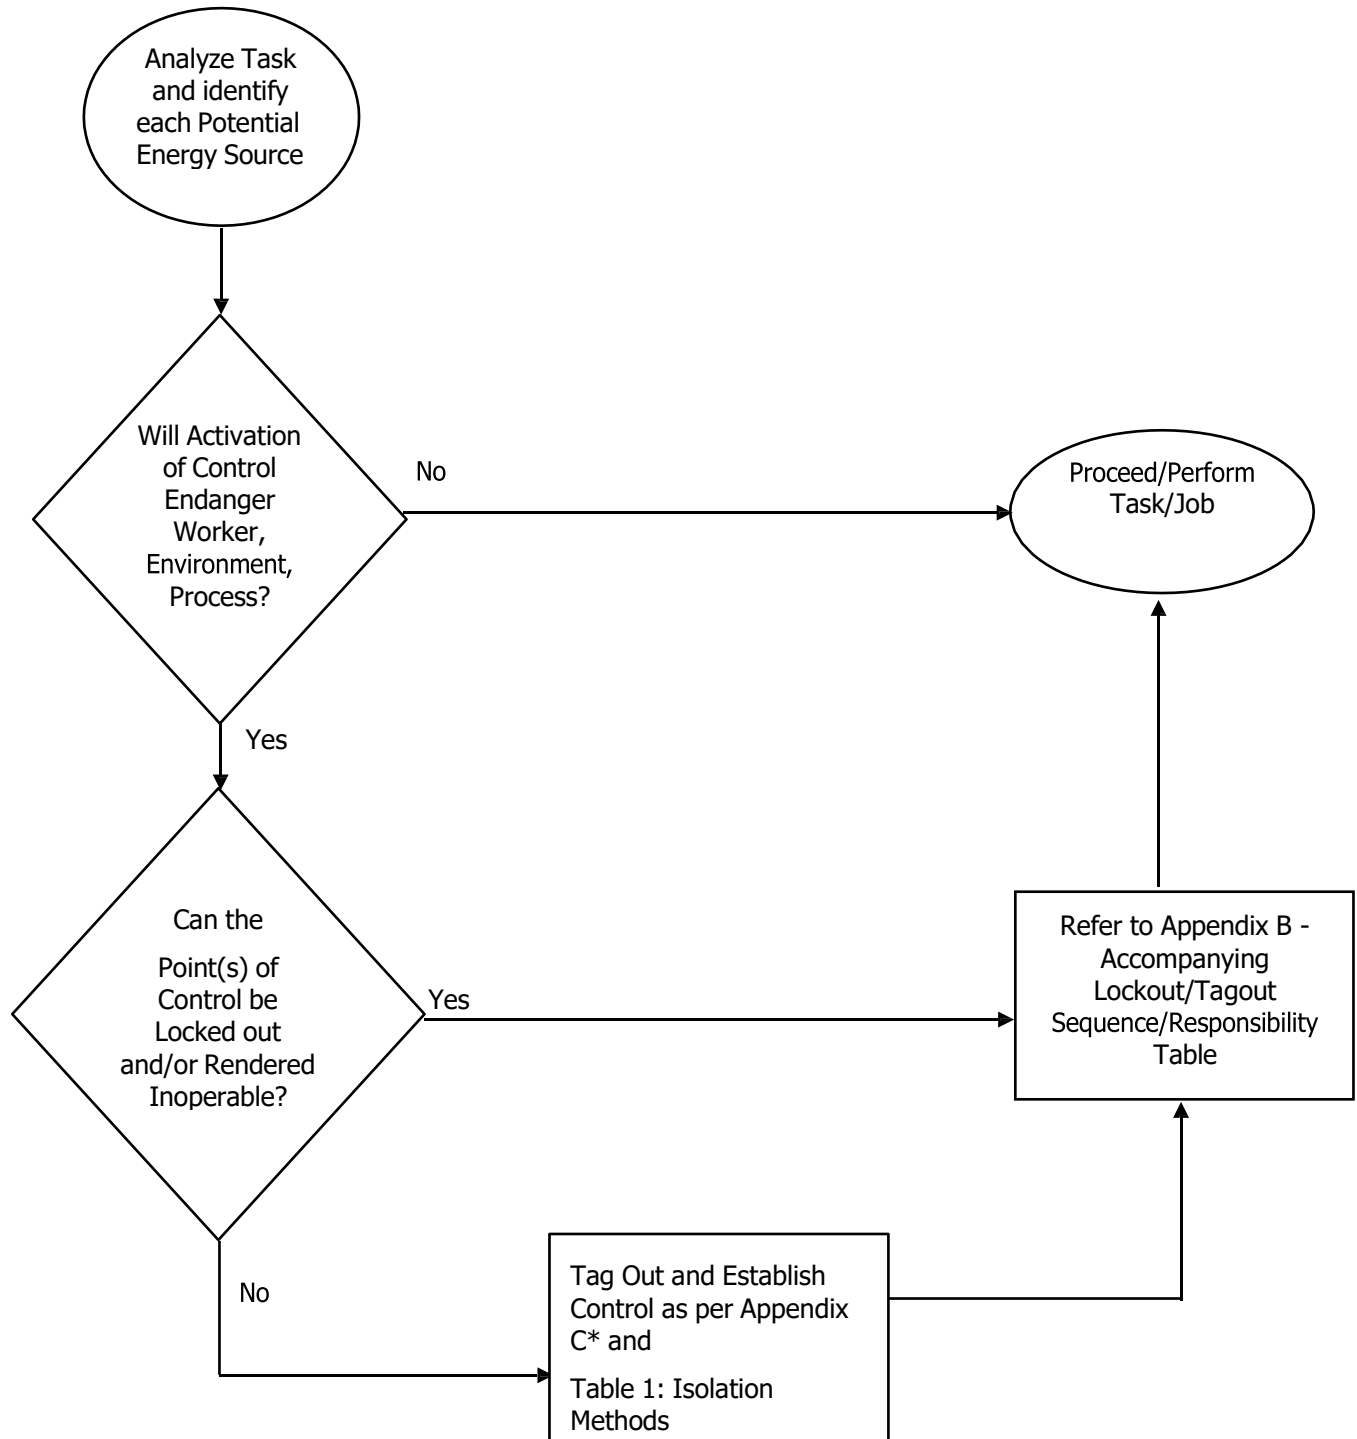 Analyze Task
and identify
each Potential
Energy Source
Will Activation
of Control
Endanger
Worker,
Environment,
Process?
No
Proceed/Perform
Task/Job
Yes
Can the
Point(s) of
Control be
Locked out
and/or Rendered
Inoperable?
Yes
Refer to Appendix B -
Accompanying
Lockout/Tagout
Sequence/Responsibility
Table
No
Tag Out and Establish
Control as per Appendix
C* and
Table 1: Isolation
Methods